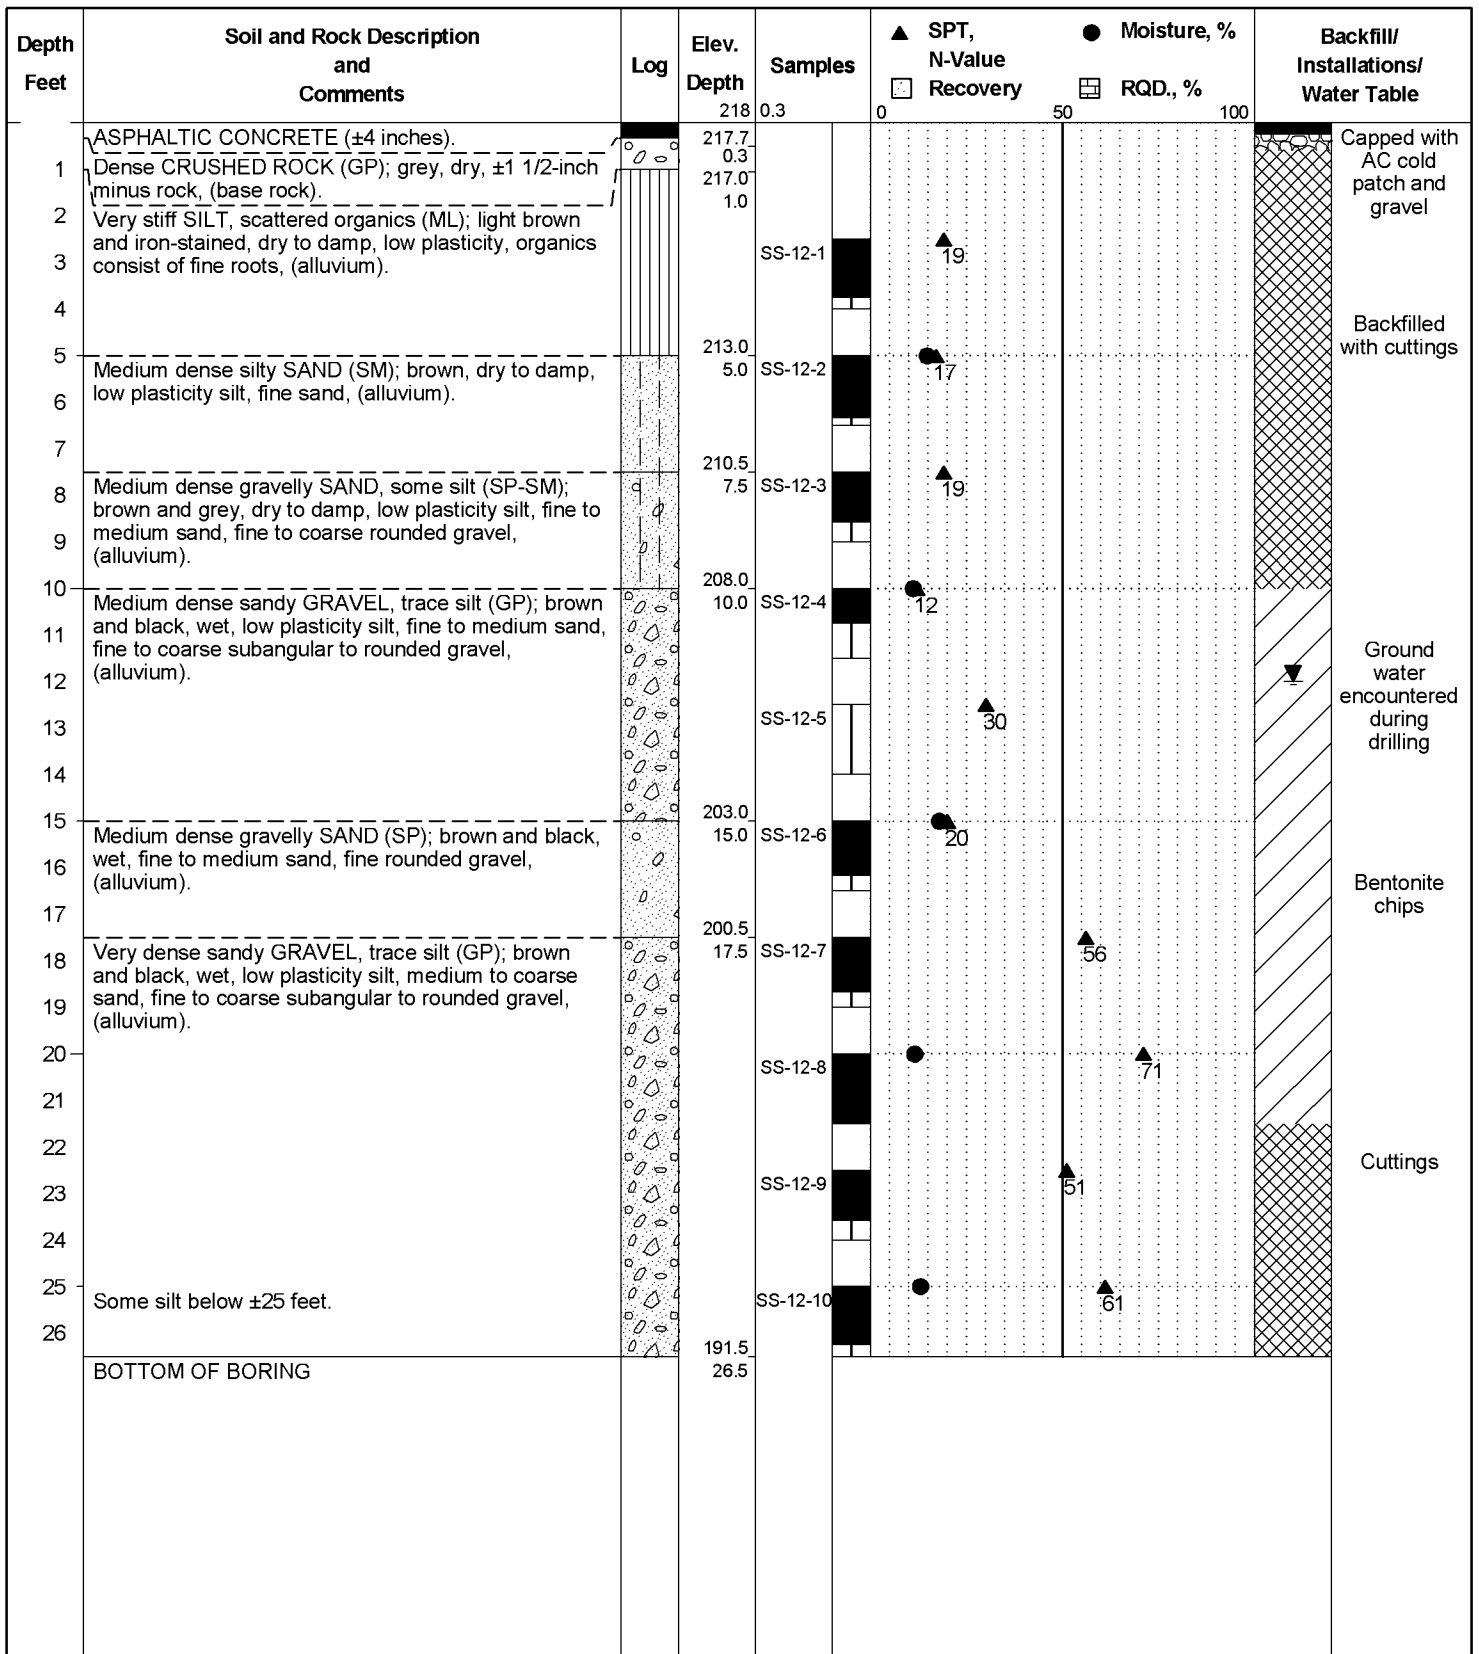 Depth
Feet
Soil and Rock Description
and
Comments
Log
Elev.
Depth
218
Samples
0.3
SPT,
N-Value
Moisture, %
Recovery
RQD., %
0 50 100
Backfill/
Installations/
Water Table
ASPHALTIC CONCRETE (±4 inches).
217.7
0.3
Capped with
AC cold
patch and
gravel
1
Dense CRUSHED ROCK (GP); grey, dry, ±1 1/2-inch
minus rock, (base rock).
217.0
1.0
2
Very stiff SILT, scattered organics (ML); light brown
and iron-stained, dry to damp, low plasticity, organics
consist of fine roots, (alluvium).
3
SS-12-1
19
4
Backfilled
with cuttings
5
213.0
5.0
Medium dense silty SAND (SM); brown, dry to damp,
low plasticity silt, fine sand, (alluvium).
SS-12-2
17
6
7
210.5
7.5
8
Medium dense gravelly SAND, some silt (SP-SM);
brown and grey, dry to damp, low plasticity silt, fine to
medium sand, fine to coarse rounded gravel,
(alluvium).
SS-12-3
19
9
10
208.0
10.0
Medium dense sandy GRAVEL, trace silt (GP); brown
and black, wet, low plasticity silt, fine to medium sand,
fine to coarse subangular to rounded gravel,
(alluvium).
SS-12-4
12
11
12
Ground
water
encountered
during
drilling
SS-12-5
30
13
14
15
203.0
15.0
Medium dense gravelly SAND (SP); brown and black,
wet, fine to medium sand, fine rounded gravel,
(alluvium).
SS-12-6
20
16
Bentonite
chips
17
200.5
17.5
18
Very dense sandy GRAVEL, trace silt (GP); brown
and black, wet, low plasticity silt, medium to coarse
sand, fine to coarse subangular to rounded gravel,
(alluvium).
SS-12-7
56
19
20
SS-12-8
71
21
22
Cuttings
23
SS-12-9
51
24
25
Some silt below ±25 feet.
SS-12-10
61
26
191.5
26.5
BOTTOM OF BORING